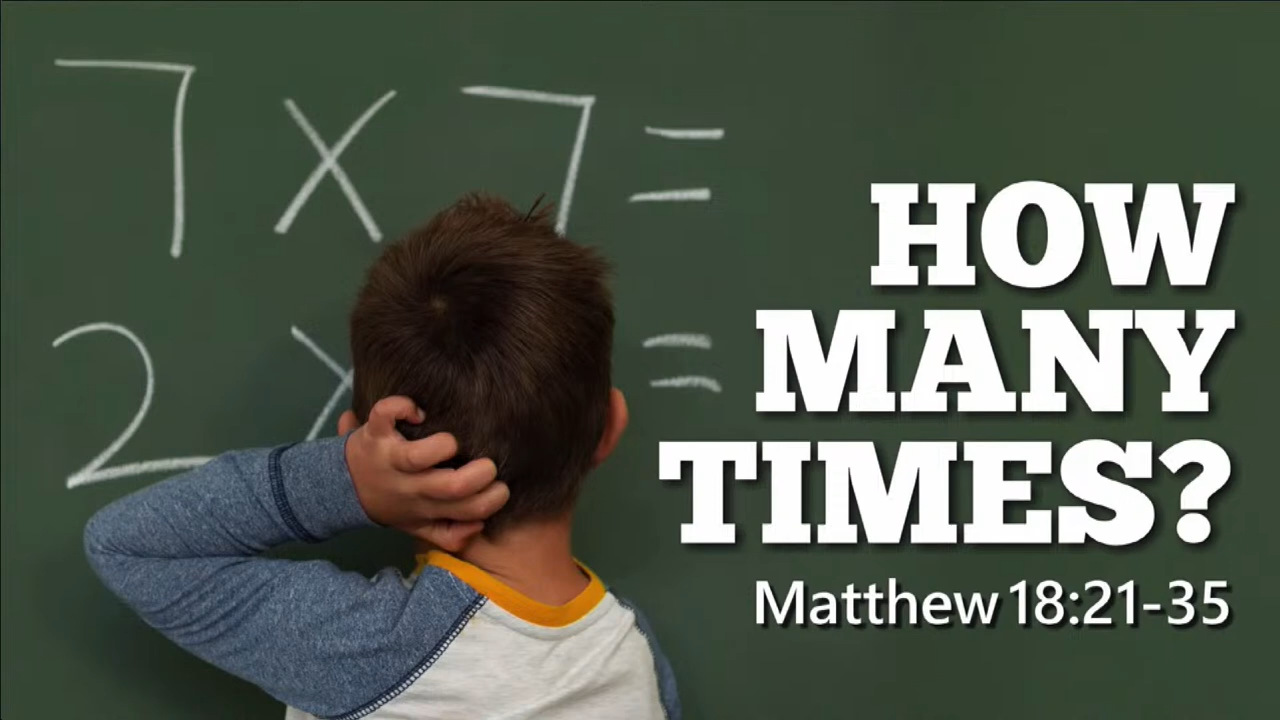 7 x 7 =
2 x =
HOW
MANY
TIMES?
Matthew 18:21-35